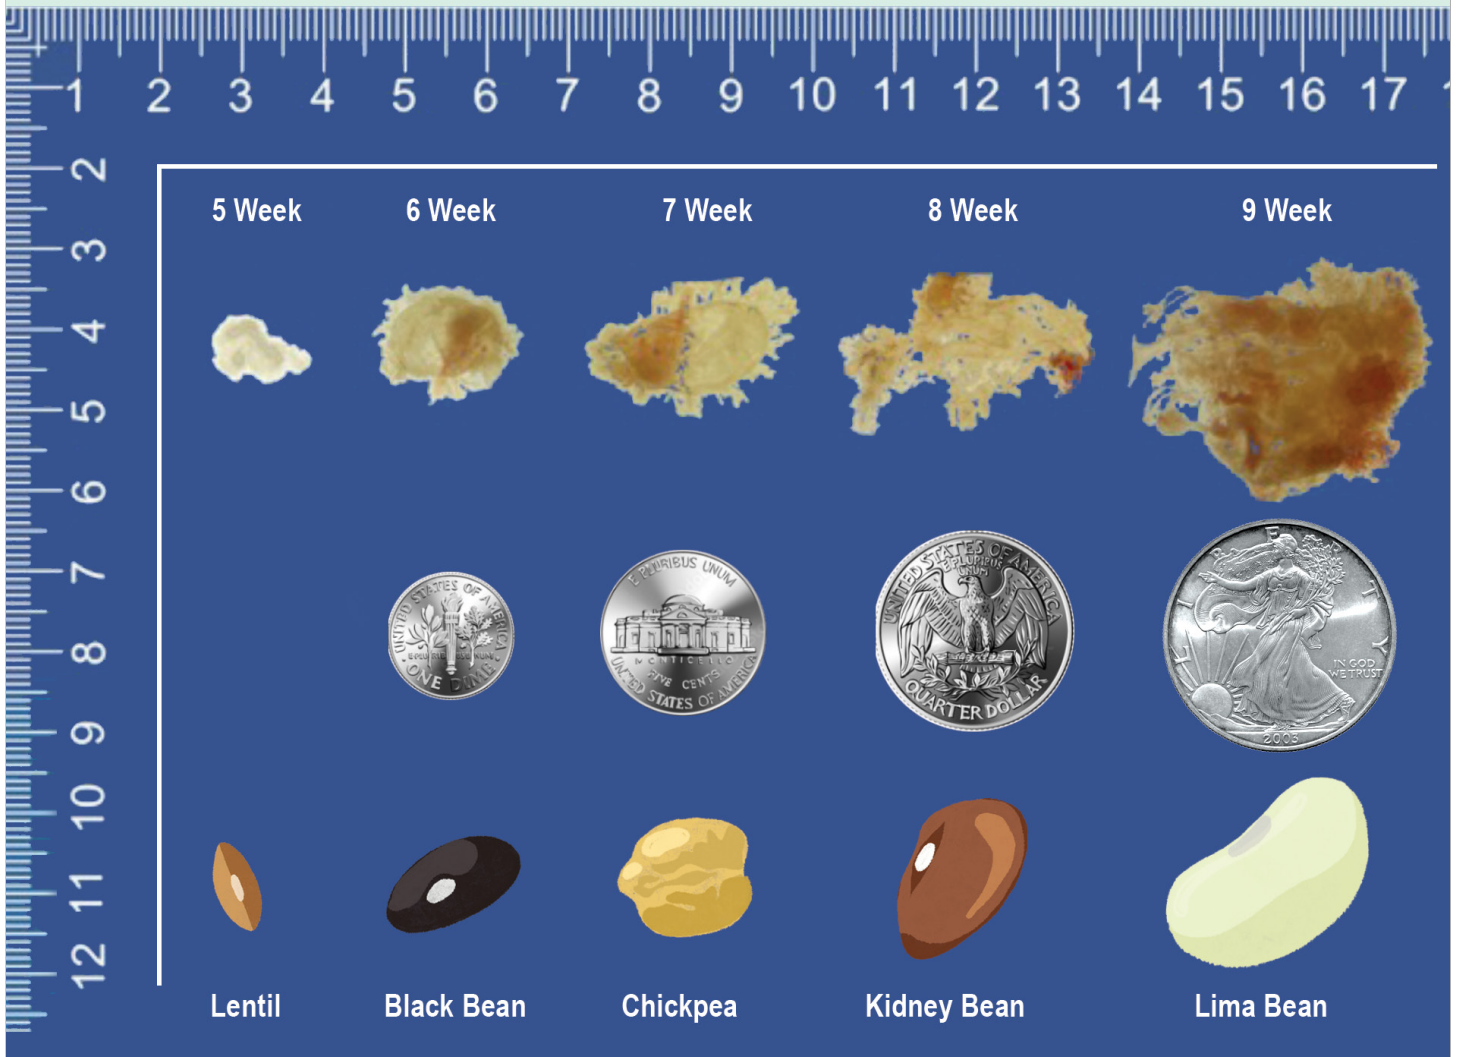 1 2 3 4 5 6 7 8 9 10 11 12 13 14 15 16 17
2
3
4
5
6
7
8
9
10
11
12
5 Week 6 Week 7 Week 8 Week 9 Week
UNITED STATES OF AMERICA
ONE DIME
E PLURIBUS UNUM
MONTICELLO
FIVE CENTS
UNITED STATES OF AMERICA
UNITED STATES OF AMERICA
E PLURIBUS
UNUM
QUARTER DOLLAR
LIBERTY
IN GOD
WE TRUST
2003
Lentil Black Bean Chickpea Kidney Bean Lima Bean